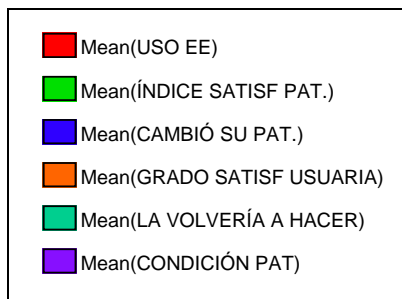 Mean(USO EE)
Mean(ÍNDICE SATISF PAT.)
Mean(CAMBIÓ SU PAT.)
Mean(GRADO SATISF USUARIA)
Mean(LA VOLVERÍA A HACER)
Mean(CONDICIÓN PAT)